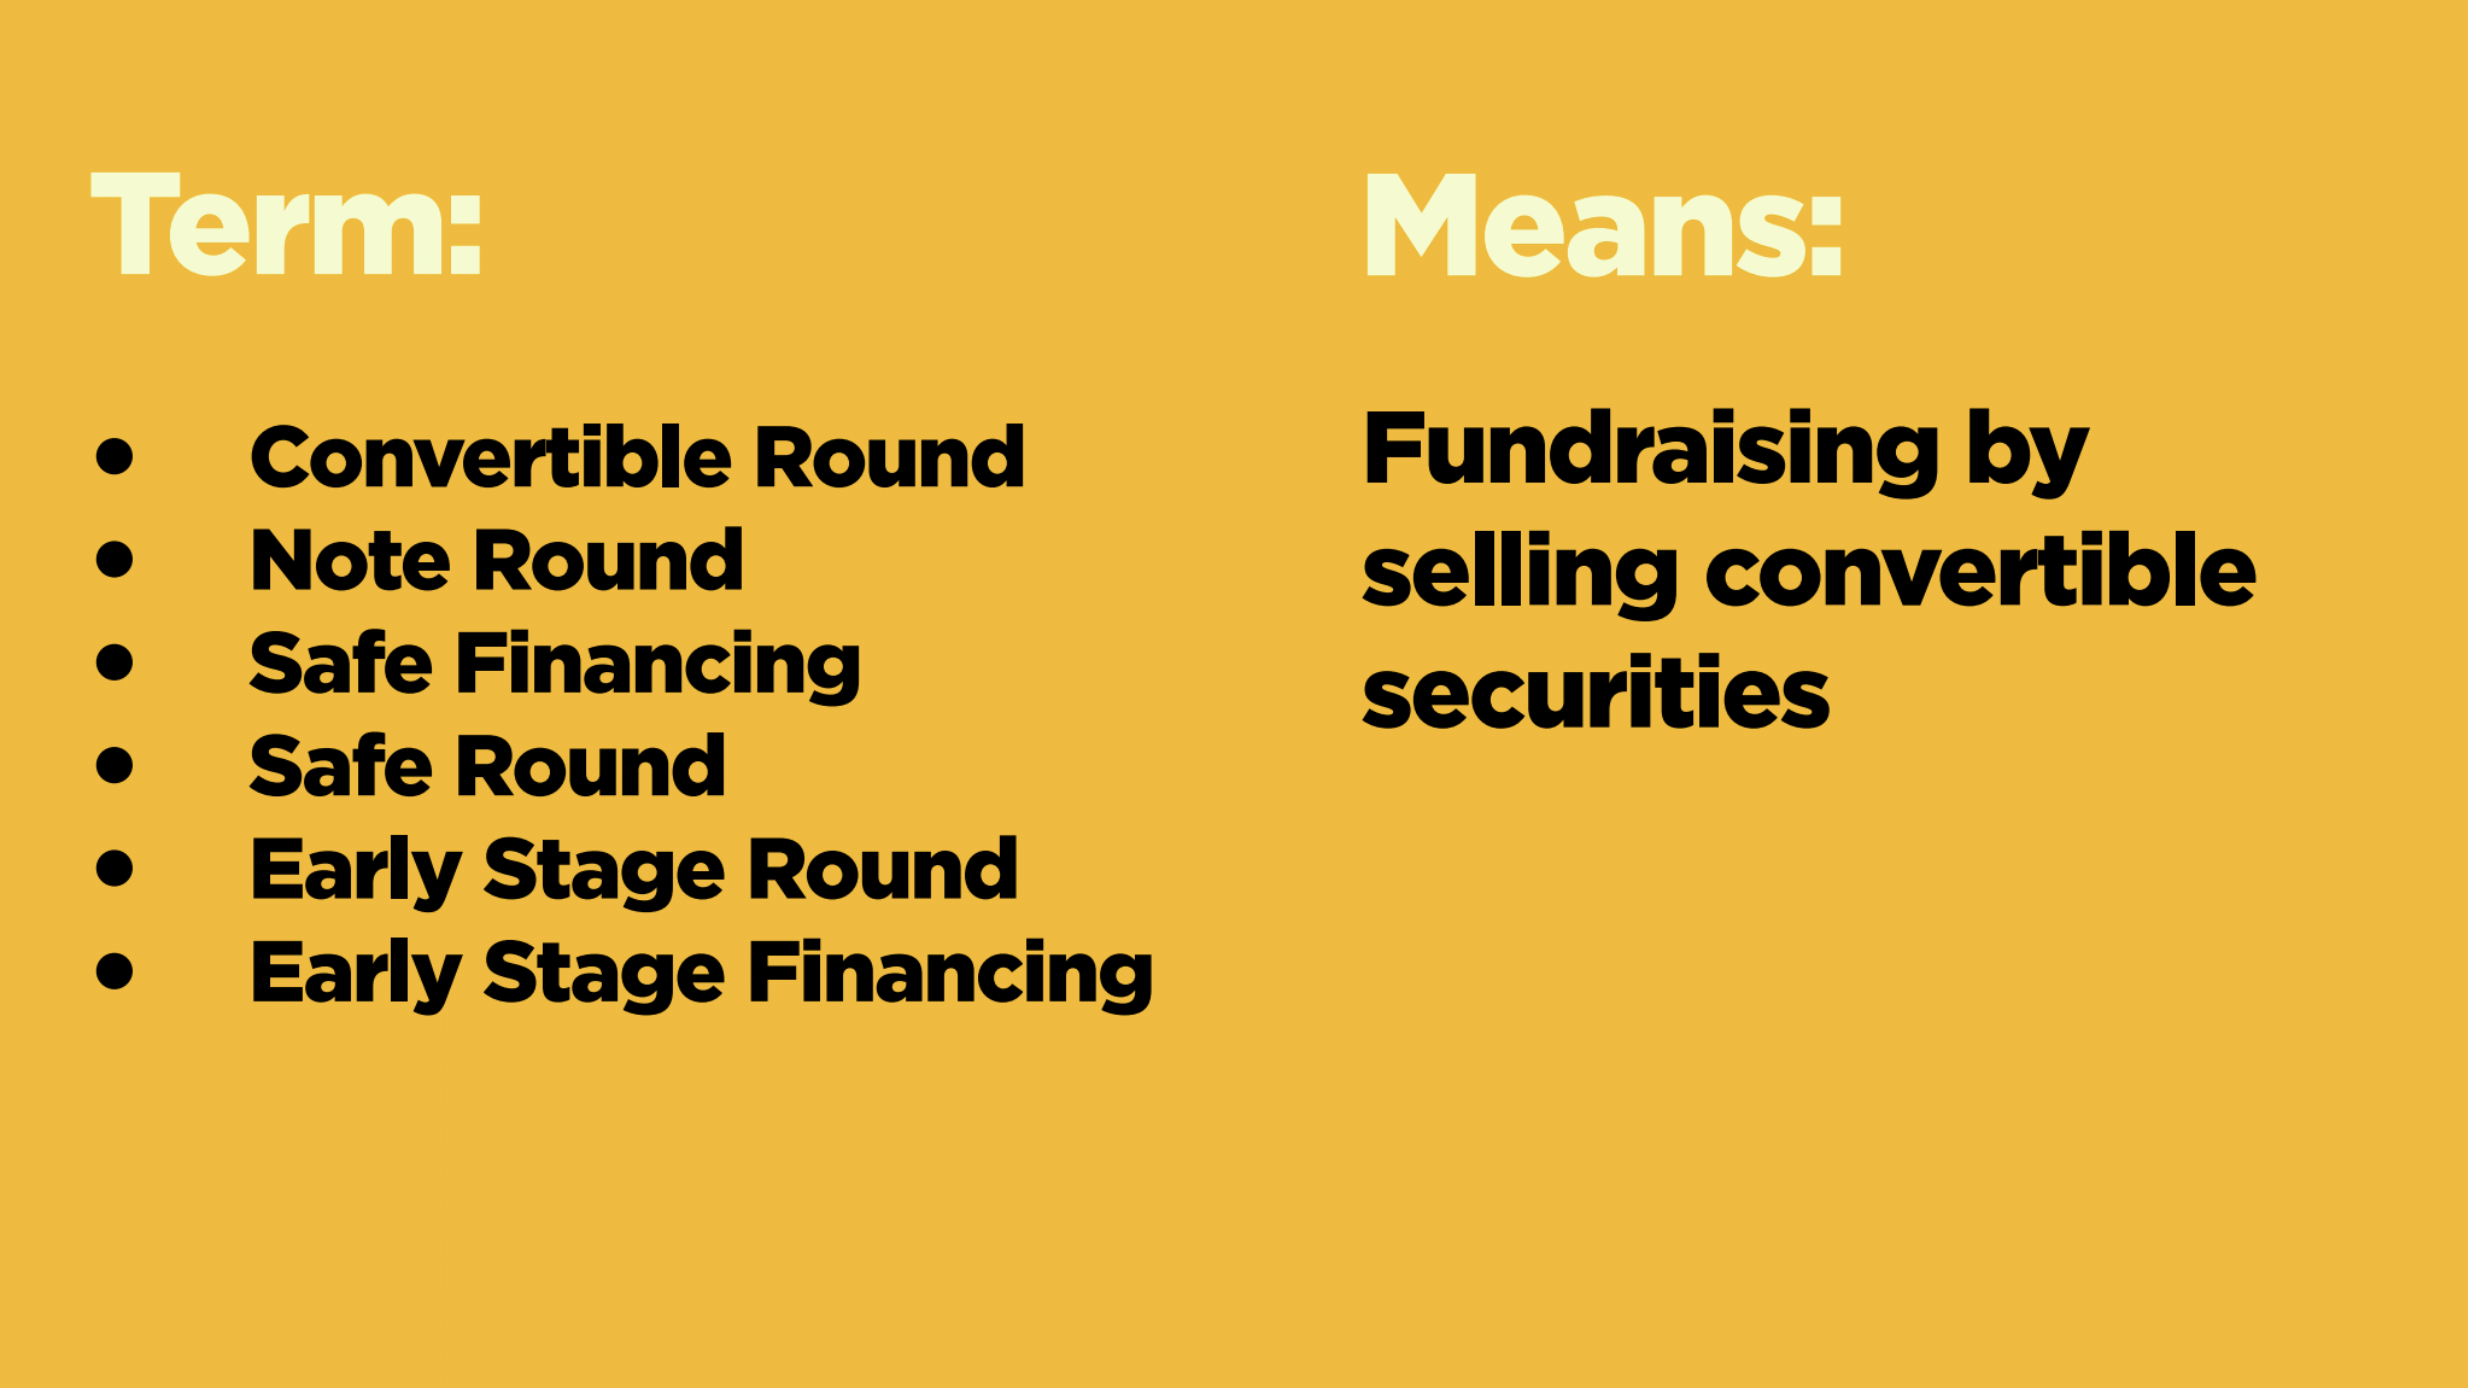 Term:
• Convertible Round
• Note Round
• Safe Financing
• Safe Round
• Early Stage Round
• Early Stage Financing
Means:
Fundraising by
selling convertible
securities